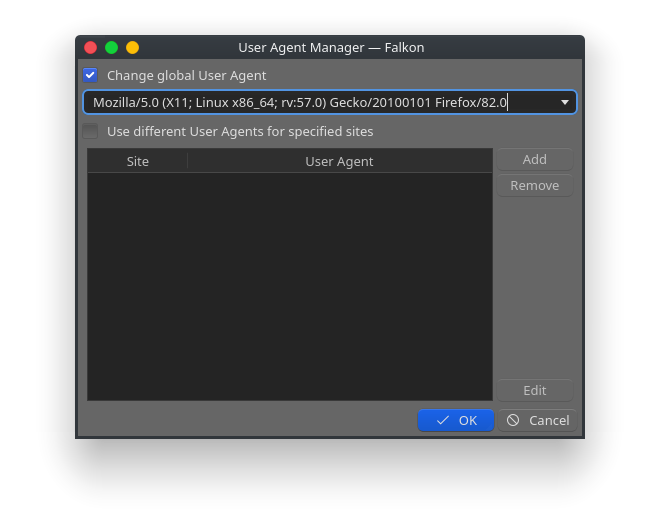 User Agent Manager — Falkon
Change global User Agent
Mozilla/5.0 (X11; Linux x86_64; rv:57.0) Gecko/20100101 Firefox/82.0
Use different User Agents for specified sites
Site User Agent
Add
Remove
Edit
OK Cancel